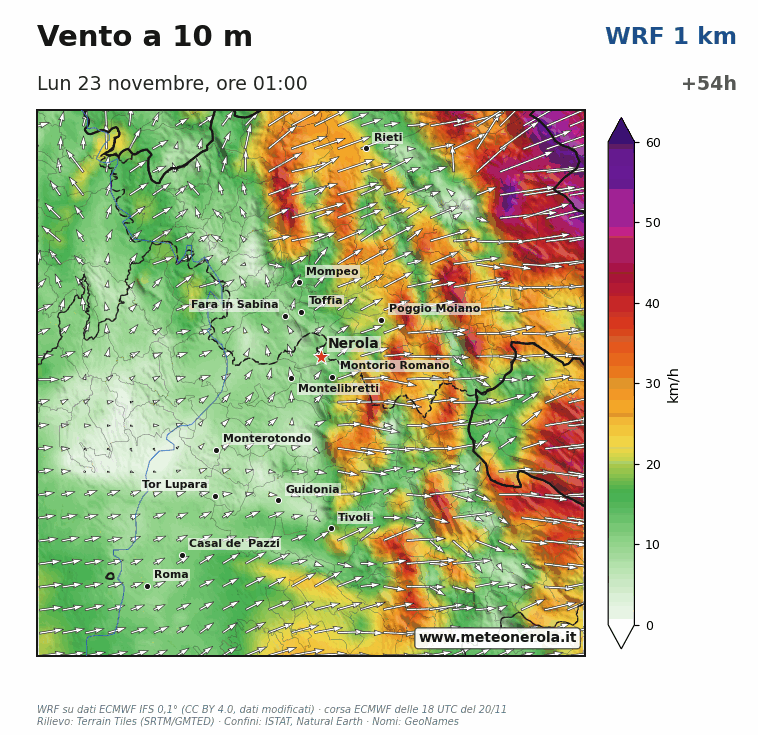 Vento a 10 m
WRF 1 km
Lun 23 novembre, ore 01:00
+54h
Rieti
Mompeo
Fara in Sabina
Toffia
Poggio Moiano
Nerola
Montorio Romano
Montelibretti
Monterotondo
Tor Lupara
Guidonia
Tivoli
Casal de' Pazzi
Roma
www.meteonerola.it
60
50
40
30
20
10
0
km/h
WRF su dati ECMWF IFS 0,1° (CC BY 4.0, dati modificati) · corsa ECMWF delle 18 UTC del 20/11
Rilievo: Terrain Tiles (SRTM/GMTED) · Confini: ISTAT, Natural Earth · Nomi: GeoNames